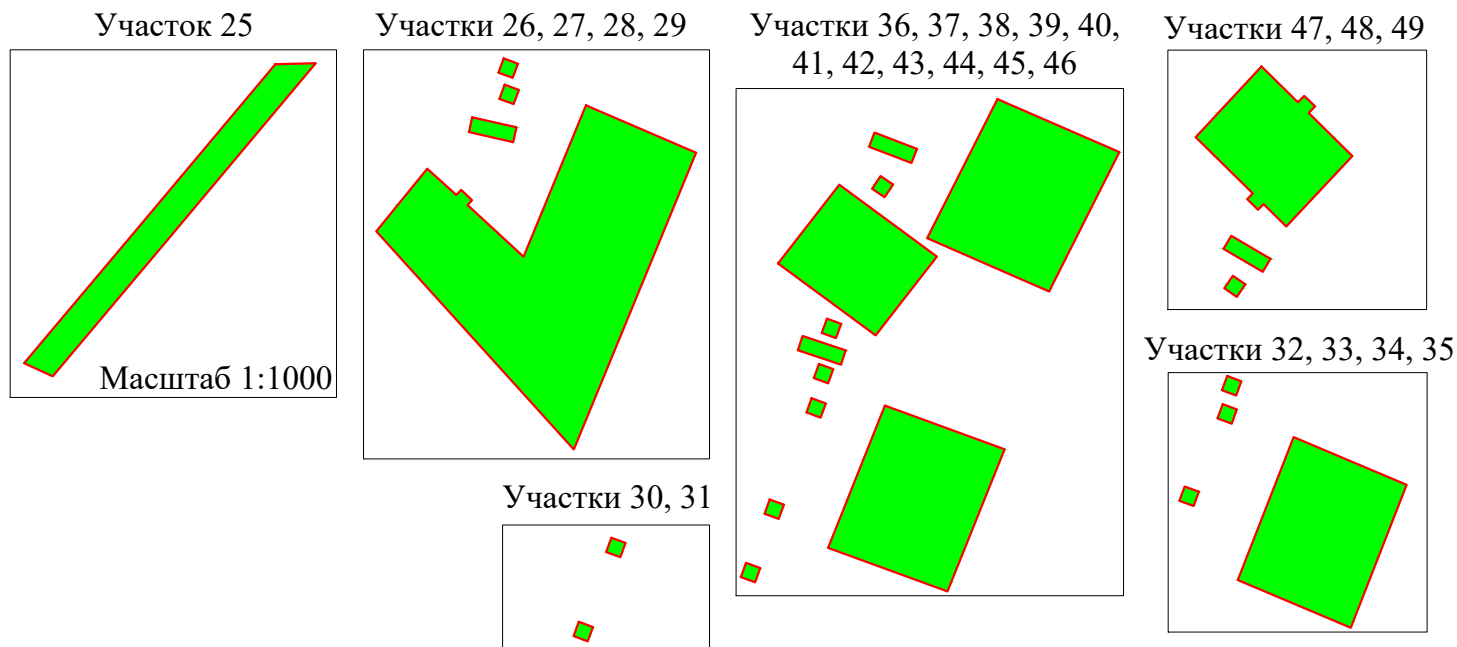 Участок 25
Участки 26, 27, 28, 29
Участки 36, 37, 38, 39, 40,
41, 42, 43, 44, 45, 46
Участки 47, 48, 49
Участки 32, 33, 34, 35
Масштаб 1:1000
Участки 30, 31